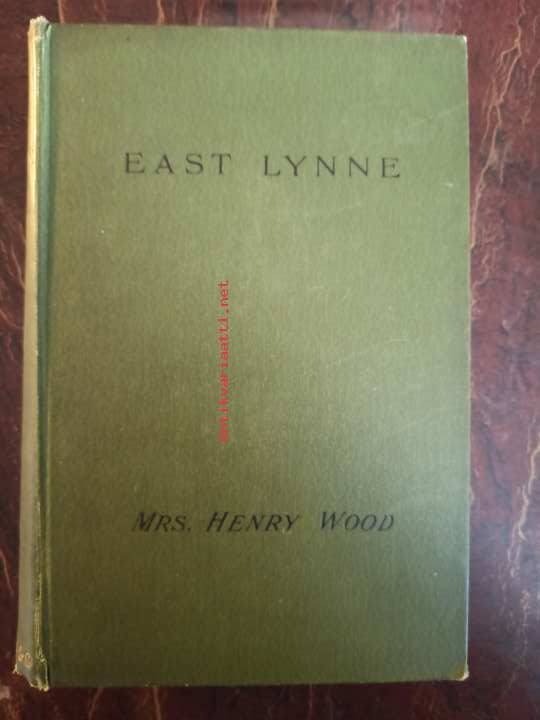 EAST LYNNE
antikvariaatti.net
MRS. HENRY WOOD